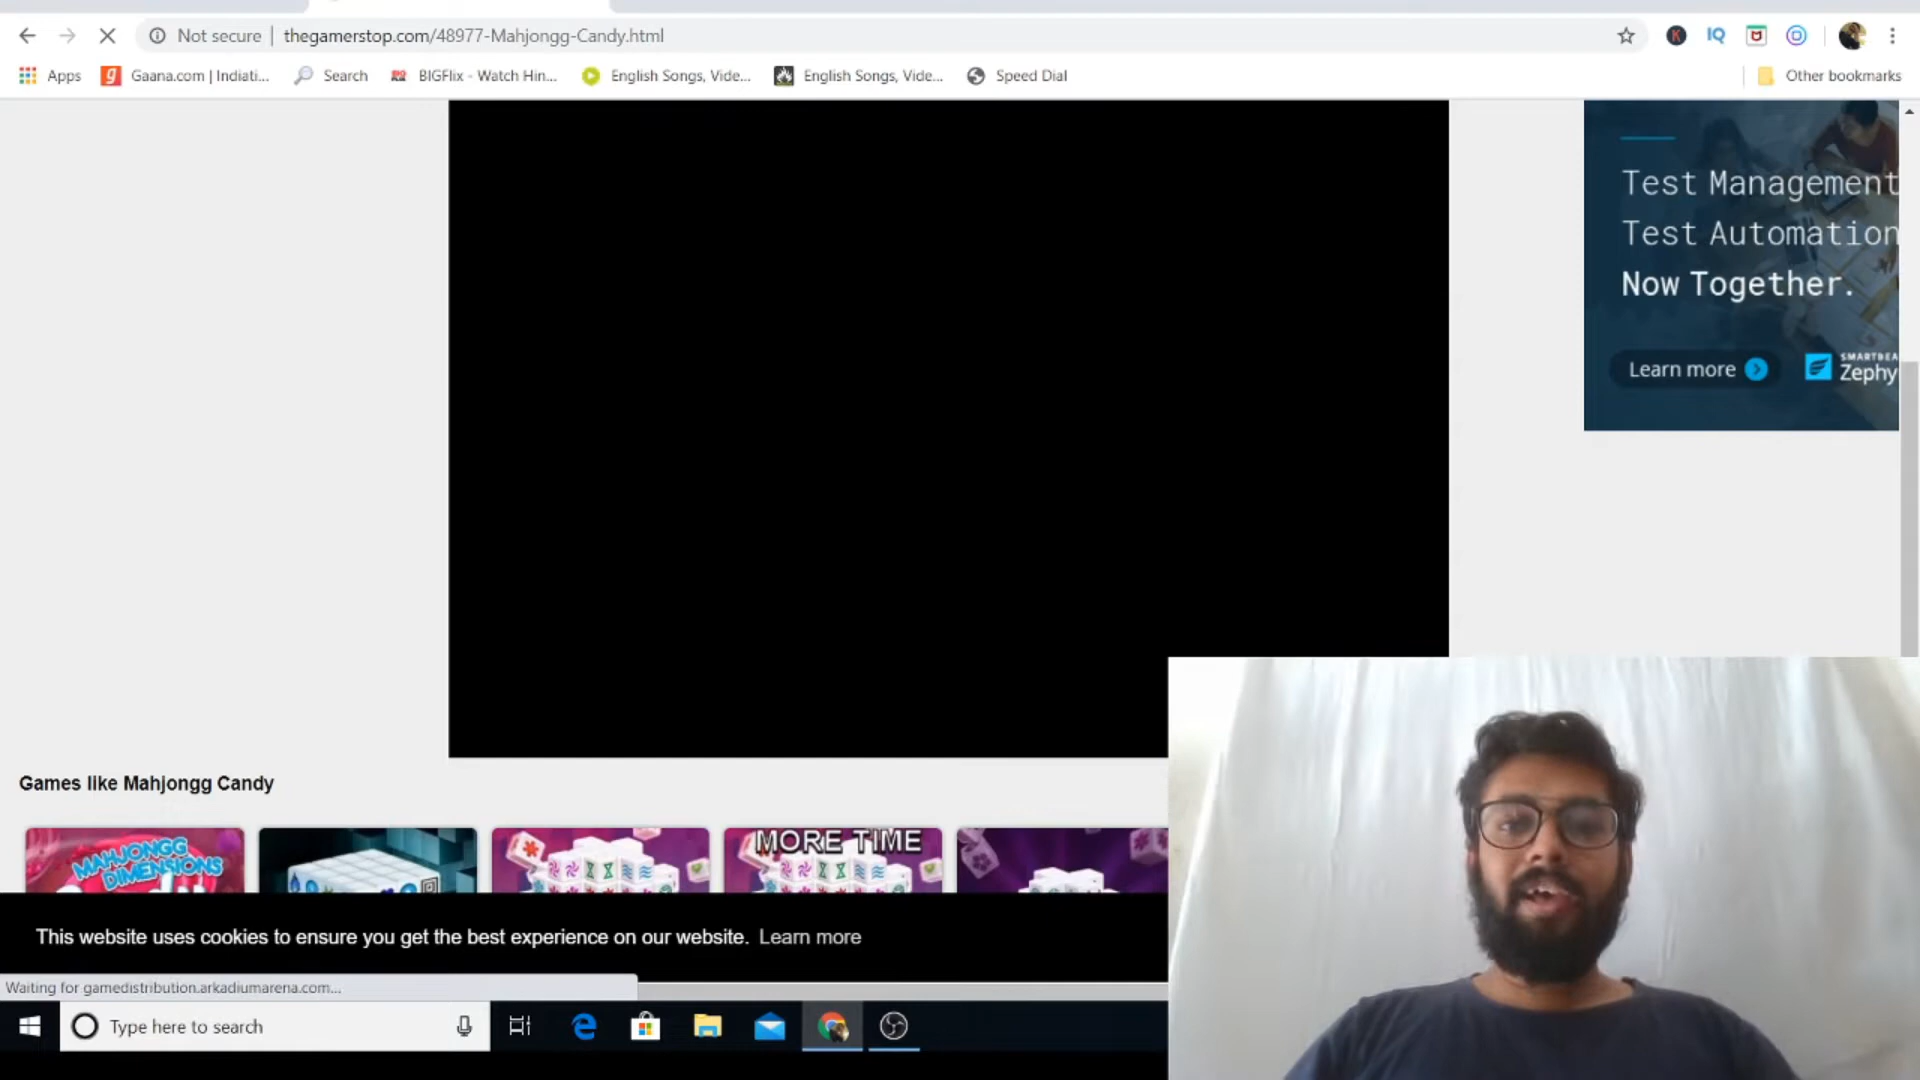 Not secure | thegamerstop.com/48977-Mahjongg-Candy.html
Apps Gaana.com | Indiati... Search BIGFlix - Watch Hin... English Songs, Vide... English Songs, Vide... Speed Dial Other bookmarks
IQ
Test Management
Test Automation
Now Together.
Learn more
SMARTBEA
Zephy
Games like Mahjongg Candy
MAHJONGG
DIMENSIONS
MORE TIME
This website uses cookies to ensure you get the best experience on our website. Learn more
Waiting for gamedistribution.arkadiumarena.com...
Type here to search